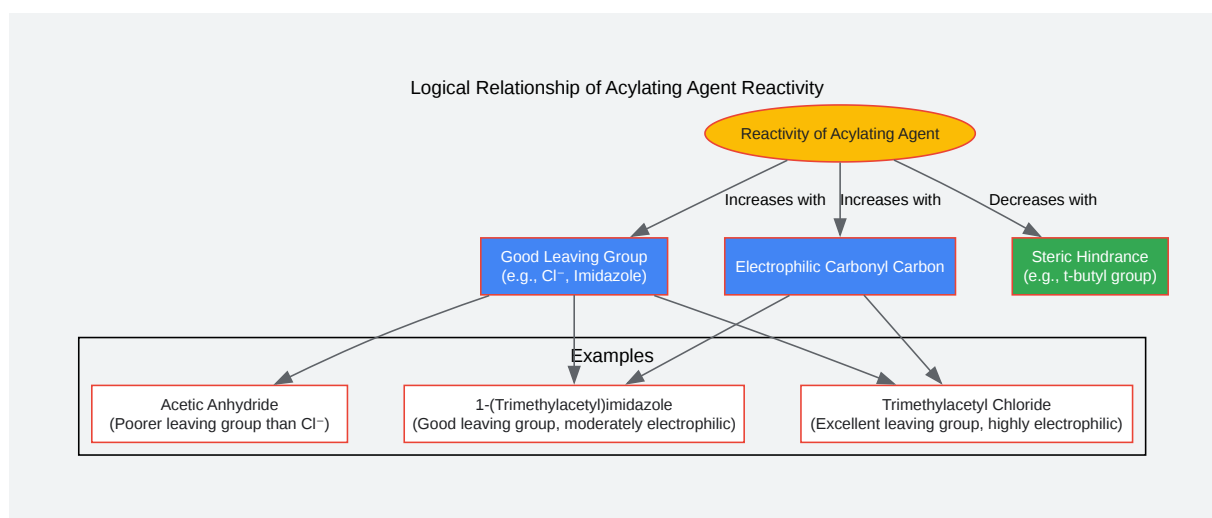 Logical Relationship of Acylating Agent Reactivity
Reactivity of Acylating Agent
Increases with
Increases with
Decreases with
Good Leaving Group
(e.g., Cl⁻, Imidazole)
Electrophilic Carbonyl Carbon
Steric Hindrance
(e.g., t-butyl group)
Examples
Acetic Anhydride
(Poorer leaving group than Cl⁻)
1-(Trimethylacetyl)imidazole
(Good leaving group, moderately electrophilic)
Trimethylacetyl Chloride
(Excellent leaving group, highly electrophilic)